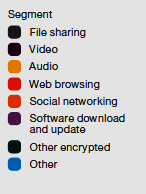 Segment
File sharing
Video
Audio
Web browsing
Social networking
Software download
and update
Other encrypted
Other